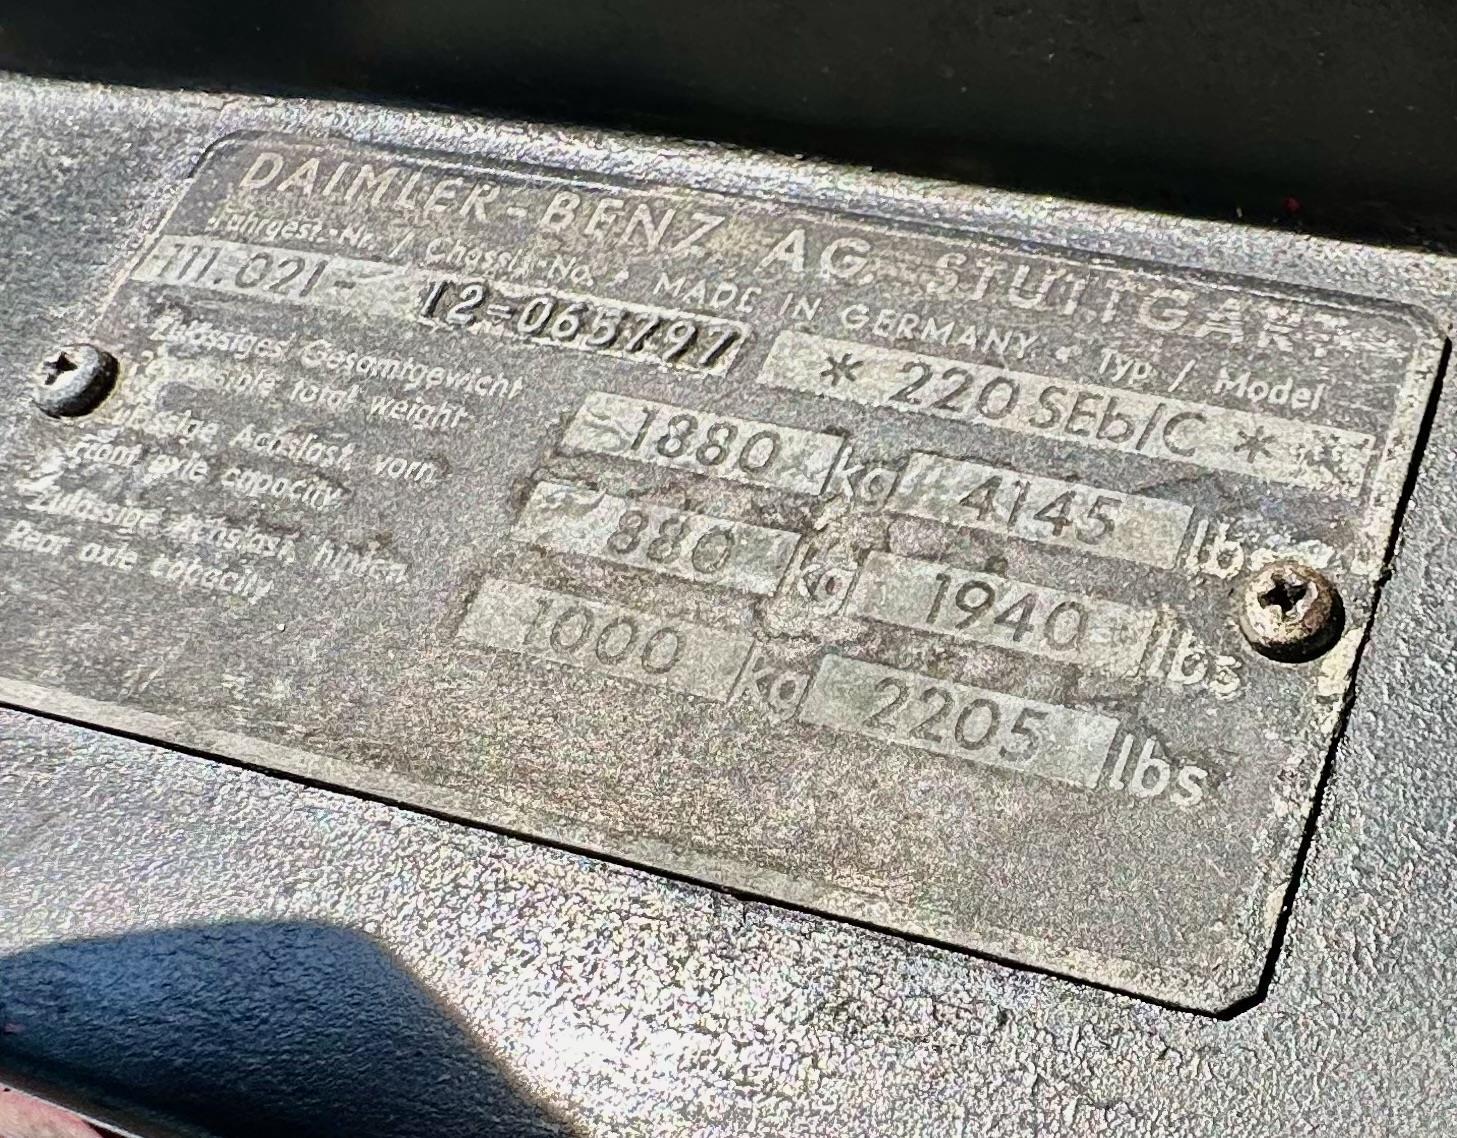 DAIMLER-BENZ AG, STUTTGART
Fahrgest.-Nr. / Chassis-No. • MADE IN GERMANY • Typ / Model
111.021- 12-065797 * 220 SEb/C *
Zulässiges Gesamtgewicht
Permissible total weight 1880 kg 4145 lbs
Zulässige Achslast, vorn
Front axle capacity 880 kg 1940 lbs
Zulässige Achslast, hinten
Rear axle capacity 1000 kg 2205 lbs